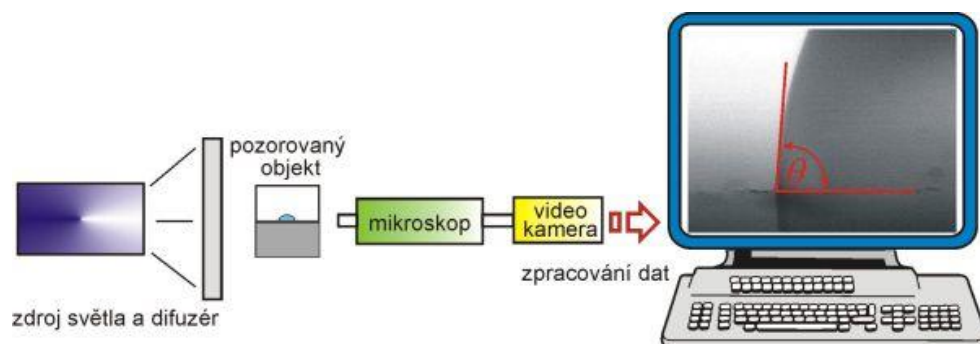 pozorovaný
objekt
mikroskop
video
kamera
θ
zpracování dat
zdroj světla a difuzér